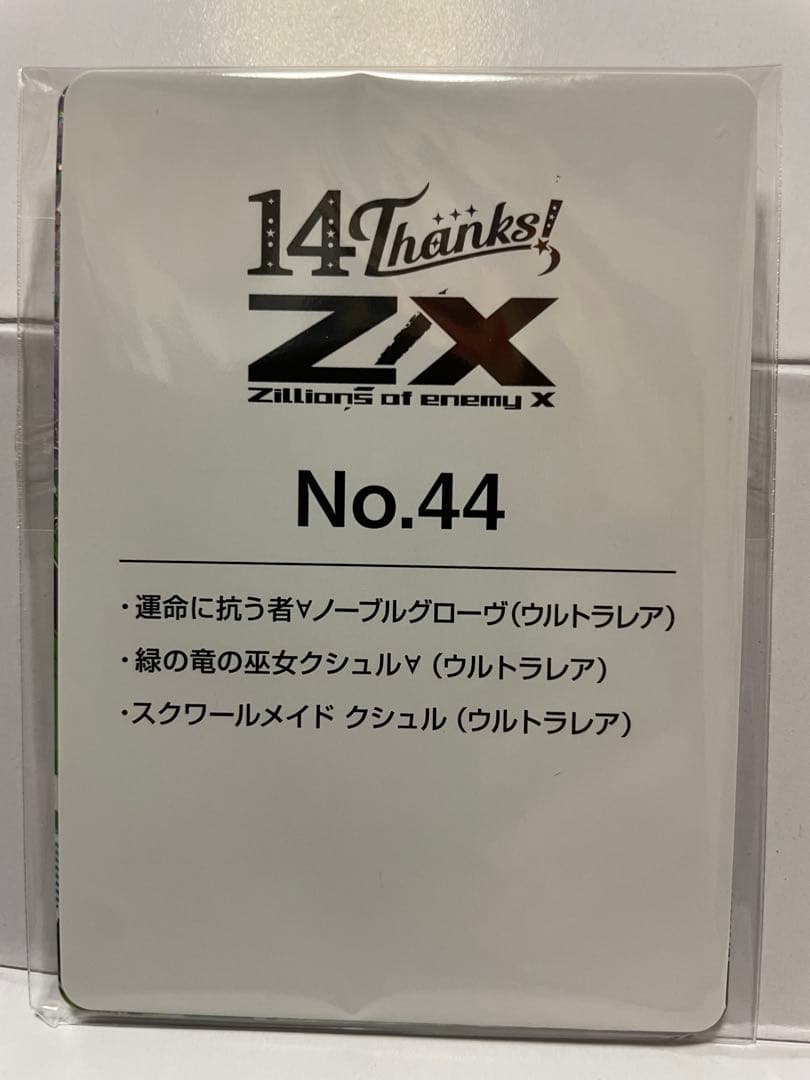 14 Thanks!
Z/X
Zillions of enemy X
No.44
・運命に抗う者∀ノーブルグローヴ(ウルトラレア)
・緑の竜の巫女クシュル∀ (ウルトラレア)
・スクワールメイド クシュル (ウルトラレア)